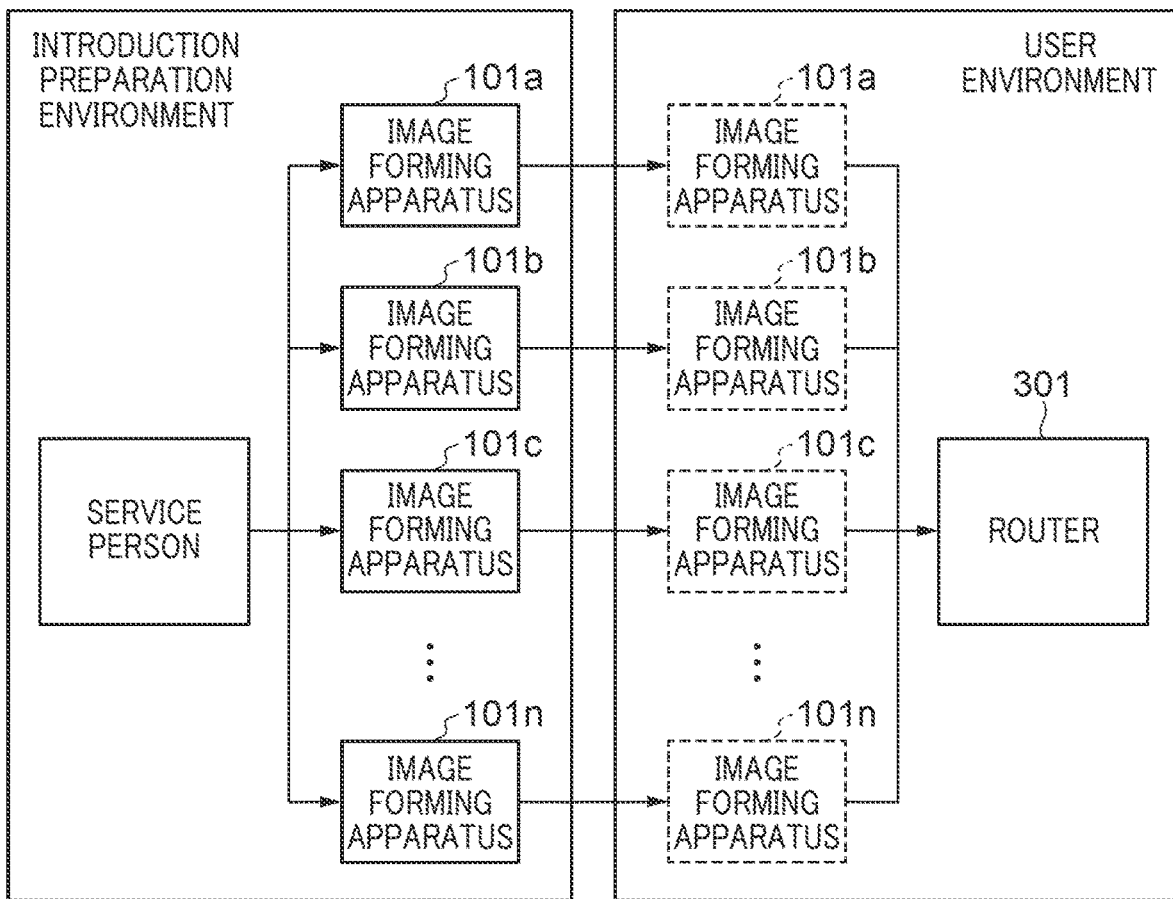 INTRODUCTION
PREPARATION
ENVIRONMENT
101a
IMAGE
FORMING
APPARATUS
101b
IMAGE
FORMING
APPARATUS
SERVICE
PERSON
101c
IMAGE
FORMING
APPARATUS
101n
IMAGE
FORMING
APPARATUS
USER
ENVIRONMENT
101a
IMAGE
FORMING
APPARATUS
101b
IMAGE
FORMING
APPARATUS
101c
IMAGE
FORMING
APPARATUS
101n
IMAGE
FORMING
APPARATUS
301
ROUTER